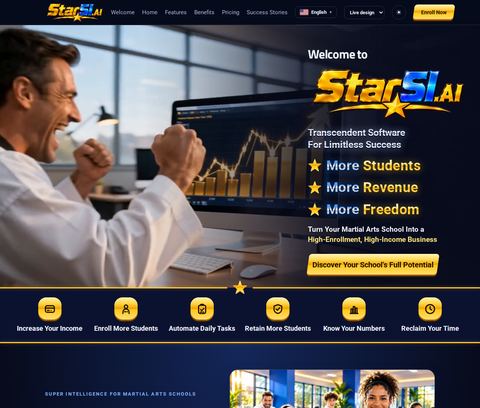 StarSI.AI
Welcome
Home
Features
Benefits
Pricing
Success Stories
English
Live design
Enroll Now
Welcome to
StarSI.AI
Transcendent Software
For Limitless Success
More Students
More Revenue
More Freedom
Turn Your Martial Arts School Into a
High-Enrollment, High-Income Business
Discover Your School's Full Potential
Increase Your Income
Enroll More Students
Automate Daily Tasks
Retain More Students
Know Your Numbers
Reclaim Your Time
SUPER INTELLIGENCE FOR MARTIAL ARTS SCHOOLS